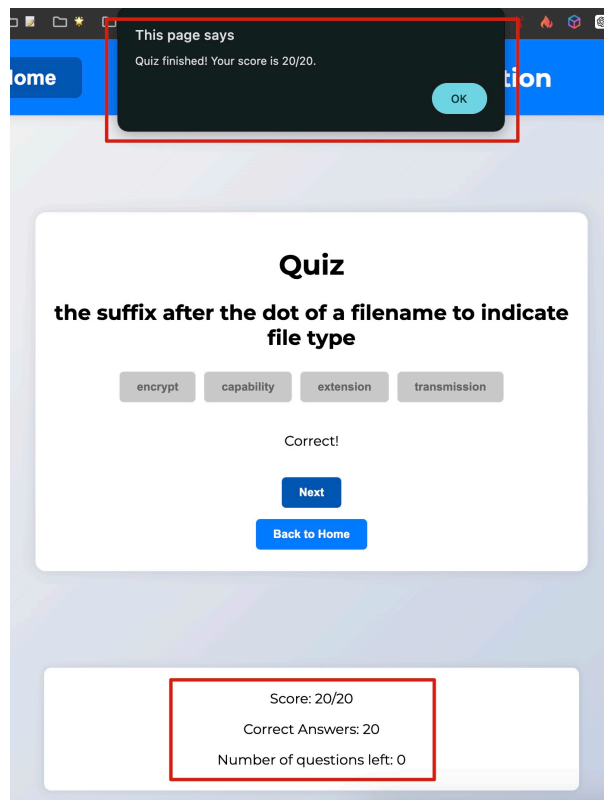 This page says
Quiz finished! Your score is 20/20.
OK
Quiz
the suffix after the dot of a filename to indicate
file type
encrypt capability extension transmission
Correct!
Next
Back to Home
Score: 20/20
Correct Answers: 20
Number of questions left: 0